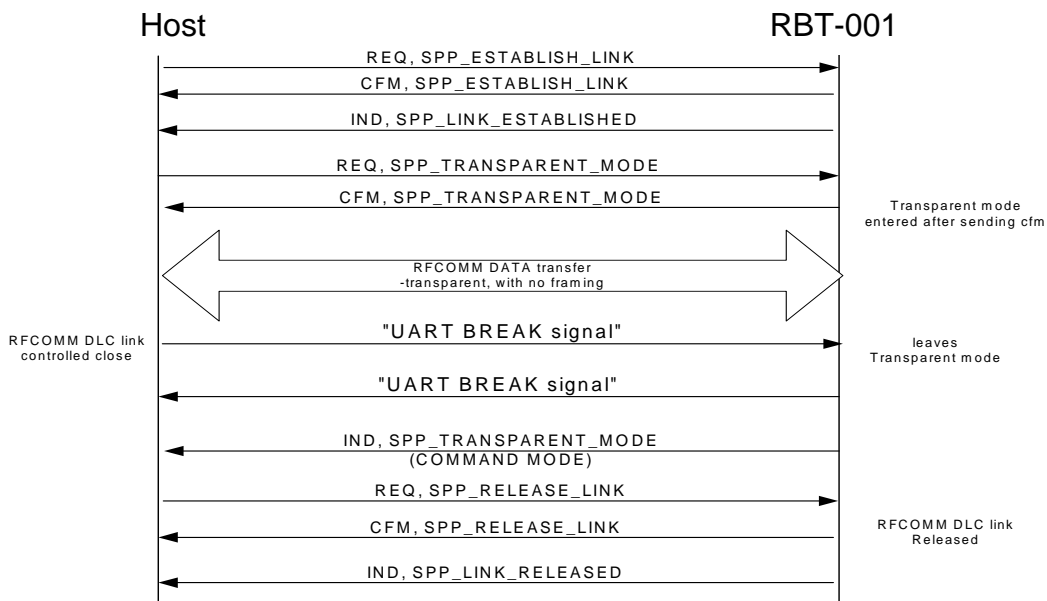 Host
RBT-001
REQ, SPP_ESTABLISH_LINK
CFM, SPP_ESTABLISH_LINK
IND, SPP_LINK_ESTABLISHED
REQ, SPP_TRANSPARENT_MODE
CFM, SPP_TRANSPARENT_MODE
Transparent mode
entered after sending cfm
RFCOMM DATA transfer
-transparent, with no framing
RFCOMM DLC link
controlled close
"UART BREAK signal"
leaves
Transparent mode
"UART BREAK signal"
IND, SPP_TRANSPARENT_MODE
(COMMAND MODE)
REQ, SPP_RELEASE_LINK
CFM, SPP_RELEASE_LINK
RFCOMM DLC link
Released
IND, SPP_LINK_RELEASED